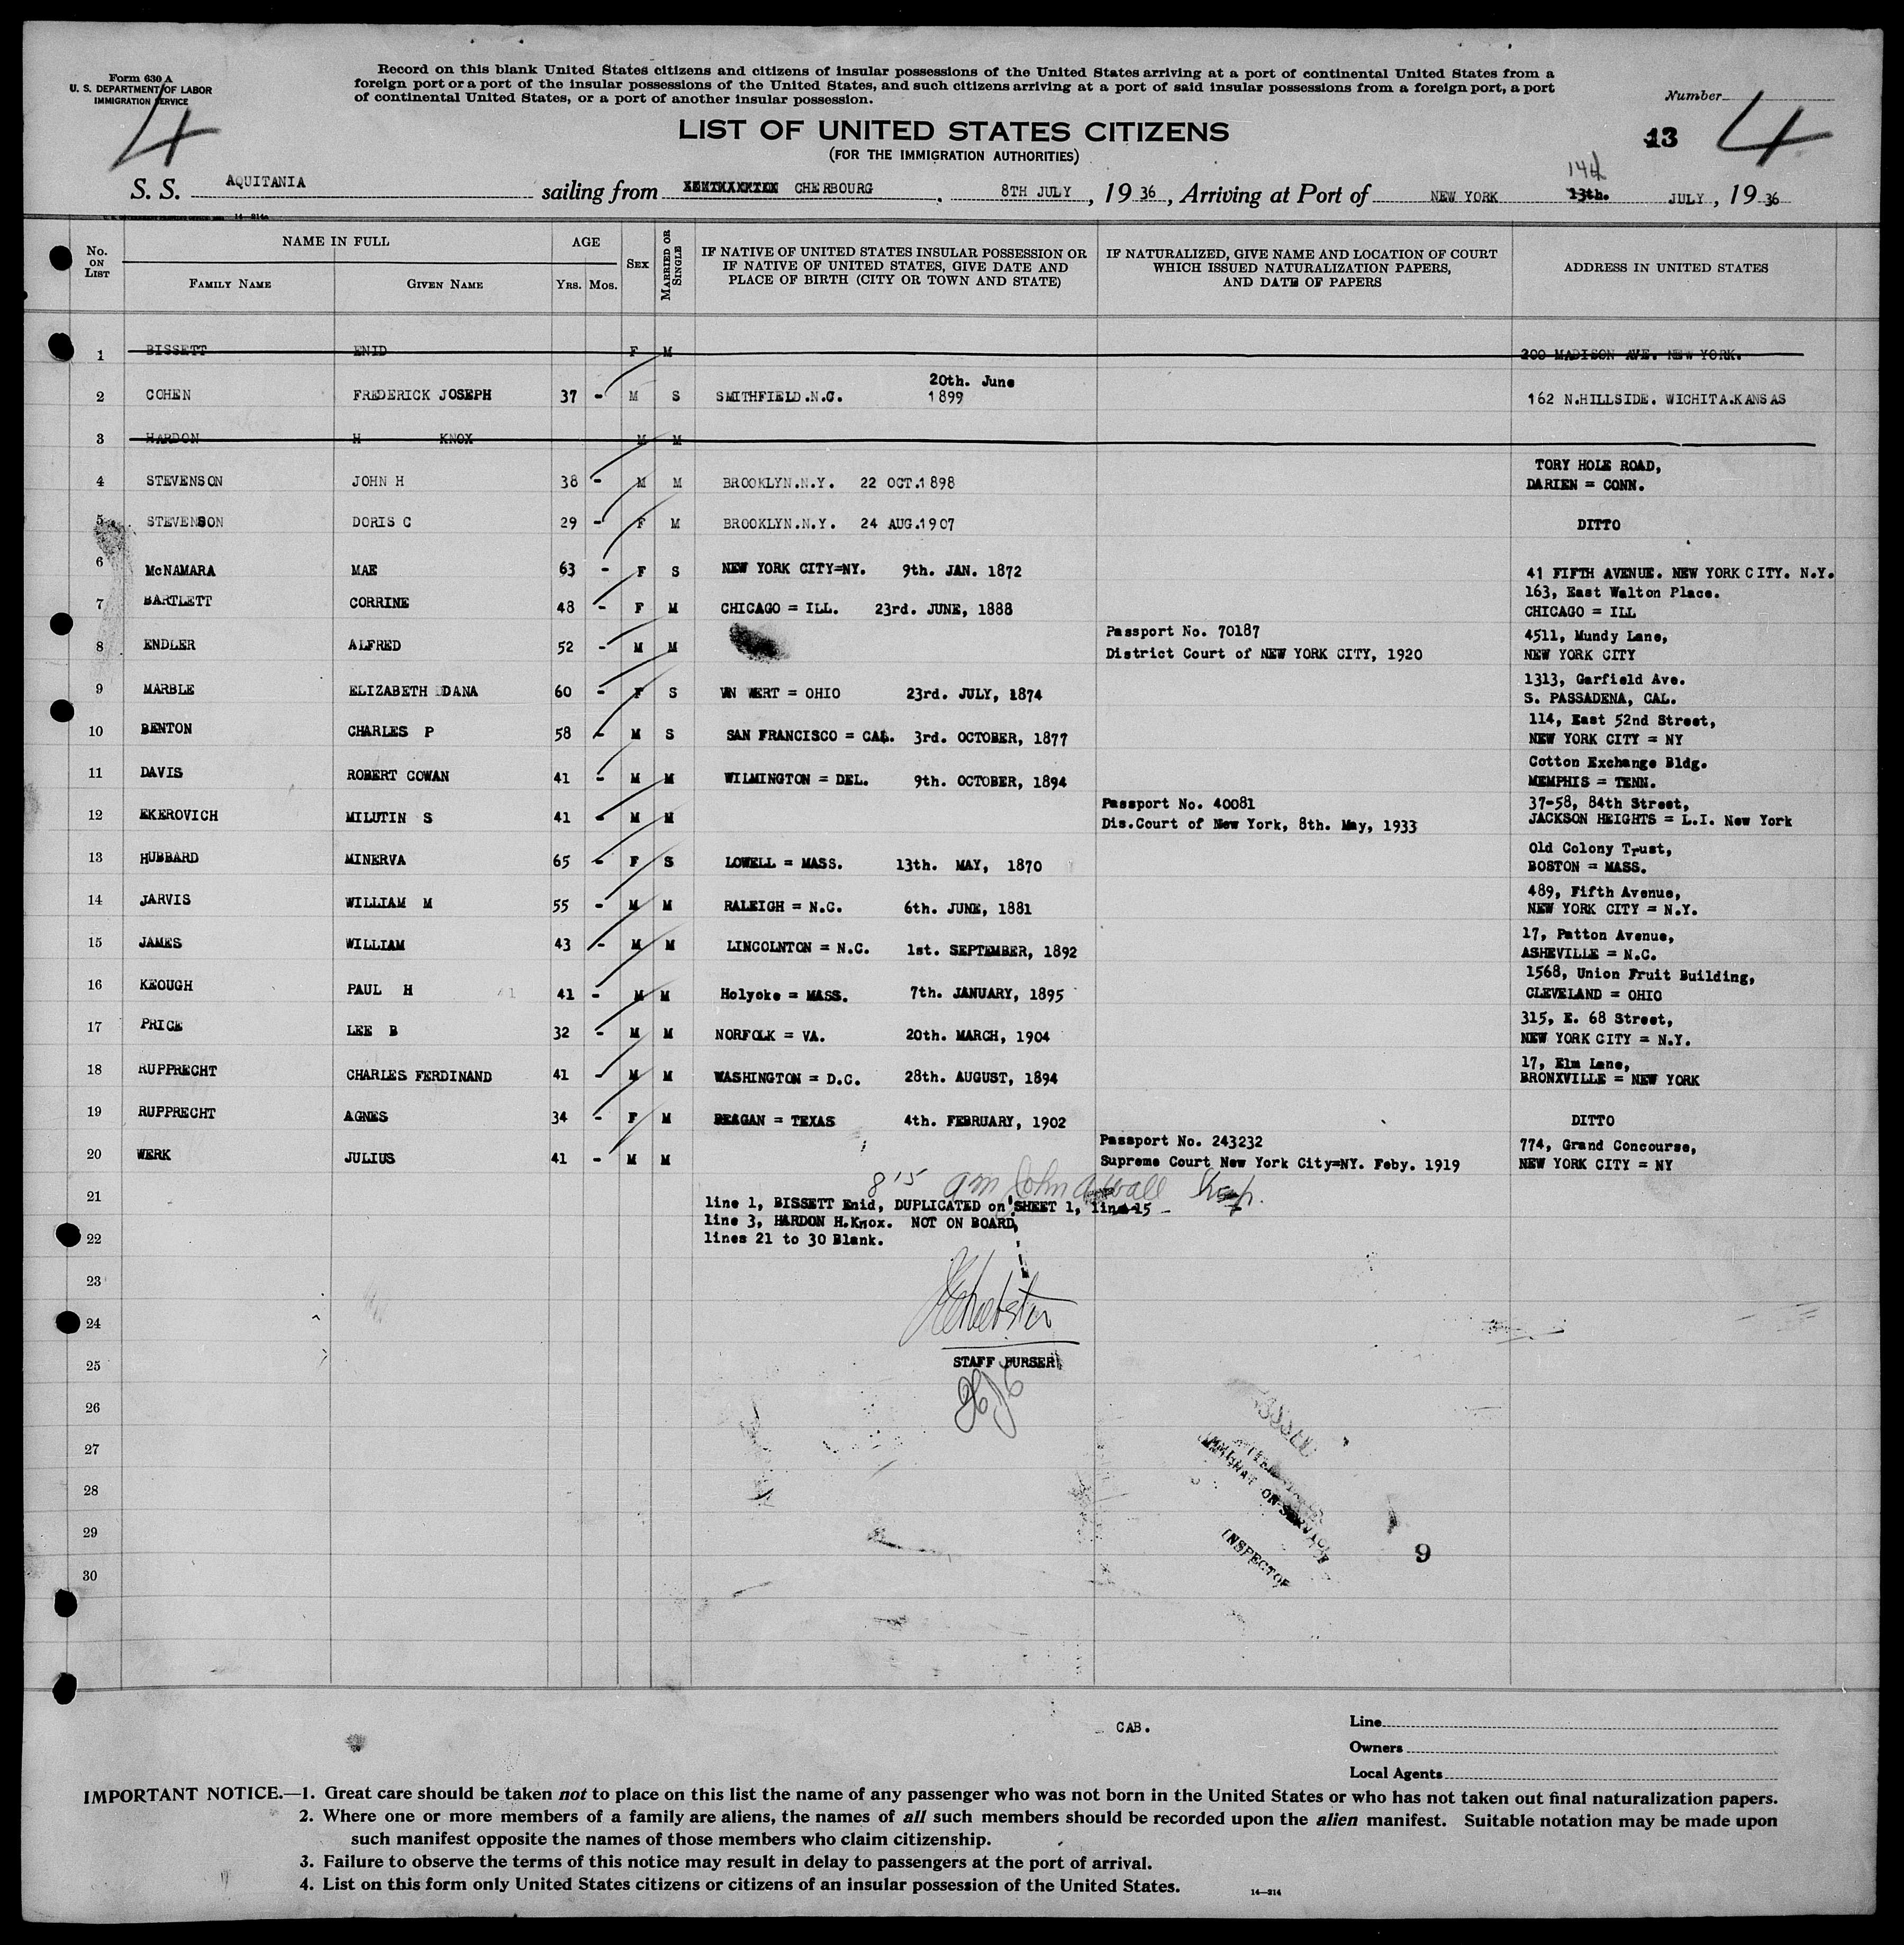 Form 630 A
U. S. DEPARTMENT OF LABOR
IMMIGRATION SERVICE
4
Record on this blank United States citizens and citizens of insular possessions of the United States arriving at a port of continental United States from a
foreign port or a port of the insular possessions of the United States, and such citizens arriving at a port of said insular possessions from a foreign port, a port
of continental United States, or a port of another insular possession.
Number
LIST OF UNITED STATES CITIZENS
(FOR THE IMMIGRATION AUTHORITIES)
13 4
14th
S. S. AQUITANIA sailing from CHERBOURG, 8TH JULY, 1936, Arriving at Port of NEW YORK 13th. JULY, 1936
No. ON LIST
NAME IN FULL
FAMILY NAME GIVEN NAME
AGE
YRS. MOS.
SEX
MARRIED OR SINGLE
IF NATIVE OF UNITED STATES INSULAR POSSESSION OR
IF NATIVE OF UNITED STATES, GIVE DATE AND
PLACE OF BIRTH (CITY OR TOWN AND STATE)
IF NATURALIZED, GIVE NAME AND LOCATION OF COURT
WHICH ISSUED NATURALIZATION PAPERS,
AND DATE OF PAPERS
ADDRESS IN UNITED STATES
1 BISSETT ENID F M 200 MADISON AVE. NEW YORK.
20th. June
2 COHEN FREDERICK JOSEPH 37 - M S SMITHFIELD.N.C. 1899 162 N.HILLSIDE. WICHITA.KANSAS
3 HARDON H KNOX M M
TORY HOLE ROAD,
4 STEVENSON JOHN H 38 - M M BROOKLYN.N.Y. 22 OCT.1898 DARIEN = CONN.
5 STEVENSON DORIS C 29 - F M BROOKLYN.N.Y. 24 AUG.1907 DITTO
6 McNAMARA MAE 63 - F S NEW YORK CITY=NY. 9th. JAN. 1872 41 FIFTH AVENUE. NEW YORK CITY. N.Y.
163, East Walton Place.
7 BARTLETT CORRINE 48 - F M CHICAGO = ILL. 23rd. JUNE, 1888 CHICAGO = ILL
Passport No. 70187 4511, Mundy Lane,
8 ENDLER ALFRED 52 - M M District Court of NEW YORK CITY, 1920 NEW YORK CITY
1313, Garfield Ave.
9 MARBLE ELIZABETH DANA 60 - F S VN WERT = OHIO 23rd. JULY, 1874 S. PASSADENA, CAL.
114, East 52nd Street,
10 BENTON CHARLES P 58 - M S SAN FRANCISCO = CAL. 3rd. OCTOBER, 1877 NEW YORK CITY = NY
Cotton Exchange Bldg.
11 DAVIS ROBERT COWAN 41 - M M WILMINGTON = DEL. 9th. OCTOBER, 1894 MEMPHIS = TENN.
Passport No. 40081 37-58, 84th Street,
12 EKEROVICH MILUTIN S 41 - M M Dis.Court of New York, 8th. May, 1933 JACKSON HEIGHTS = L.I. New York
Old Colony Trust,
13 HUBBARD MINERVA 65 - F S LOWELL = MASS. 13th. MAY, 1870 BOSTON = MASS.
489, Fifth Avenue,
14 JARVIS WILLIAM M 55 - M M RALEIGH = N.C. 6th. JUNE, 1881 NEW YORK CITY = N.Y.
17, Patton Avenue,
15 JAMES WILLIAM 43 - M M LINCOLNTON = N.C. 1st. SEPTEMBER, 1892 ASHEVILLE = N.C.
1568, Union Fruit Building,
16 KEOUGH PAUL H 41 - M M Holyoke = MASS. 7th. JANUARY, 1895 CLEVELAND = OHIO
315, E. 68 Street,
17 PRICE LEE B 32 - M M NORFOLK = VA. 20th. MARCH, 1904 NEW YORK CITY = N.Y.
17, Elm Lane,
18 RUPPRECHT CHARLES FERDINAND 41 - M M WASHINGTON = D.C. 28th. AUGUST, 1894 BRONXVILLE = NEW YORK
19 RUPPRECHT AGNES 34 - F M REAGAN = TEXAS 4th. FEBRUARY, 1902 DITTO
Passport No. 243232 774, Grand Concourse,
20 WERK JULIUS 41 - M M Supreme Court New York City=NY. Feby. 1919 NEW YORK CITY = NY
8 15 am John A Wall Insp.
21 line 1, BISSETT Enid, DUPLICATED on SHEET 1, line 15
line 3, HARDON H.Knox. NOT ON BOARD,
22 lines 21 to 30 Blank.
23
24
25 STAFF PURSER
26
27
28
29
30
IMMIGRATION SERVICE
INSPECTOR
9
CAB.
Line
Owners
Local Agents
IMPORTANT NOTICE.—1. Great care should be taken not to place on this list the name of any passenger who was not born in the United States or who has not taken out final naturalization papers.
2. Where one or more members of a family are aliens, the names of all such members should be recorded upon the alien manifest. Suitable notation may be made upon
such manifest opposite the names of those members who claim citizenship.
3. Failure to observe the terms of this notice may result in delay to passengers at the port of arrival.
4. List on this form only United States citizens or citizens of an insular possession of the United States.
14—214